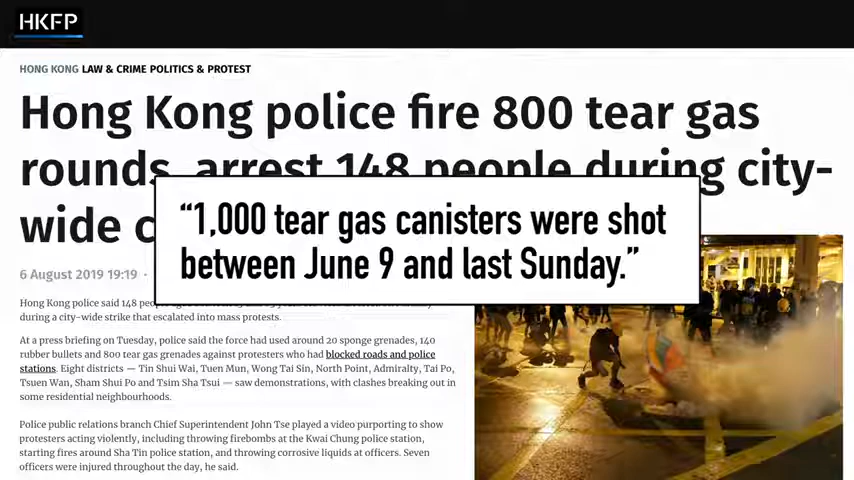 HKFP
HONG KONG LAW & CRIME POLITICS & PROTEST
Hong Kong police fire 800 tear gas
rounds, arrest 148 people during city-
wide c
“1,000 tear gas canisters were shot
between June 9 and last Sunday.”
6 August 2019 19:19 ·
Hong Kong police said 148
during a city-wide strike that escalated into mass protests.
At a press briefing on Tuesday, police said the force had used around 20 sponge grenades, 140
rubber bullets and 800 tear gas grenades against protesters who had blocked roads and police
stations. Eight districts — Tin Shui Wai, Tuen Mun, Wong Tai Sin, North Point, Admiralty, Tai Po,
Tsuen Wan, Sham Shui Po and Tsim Sha Tsui — saw demonstrations, with clashes breaking out in
some residential neighbourhoods.
Police public relations branch Chief Superintendent John Tse played a video purporting to show
protesters acting violently, including throwing firebombs at the Kwai Chung police station,
starting fires around Sha Tin police station, and throwing corrosive liquids at officers. Seven
officers were injured throughout the day, he said.